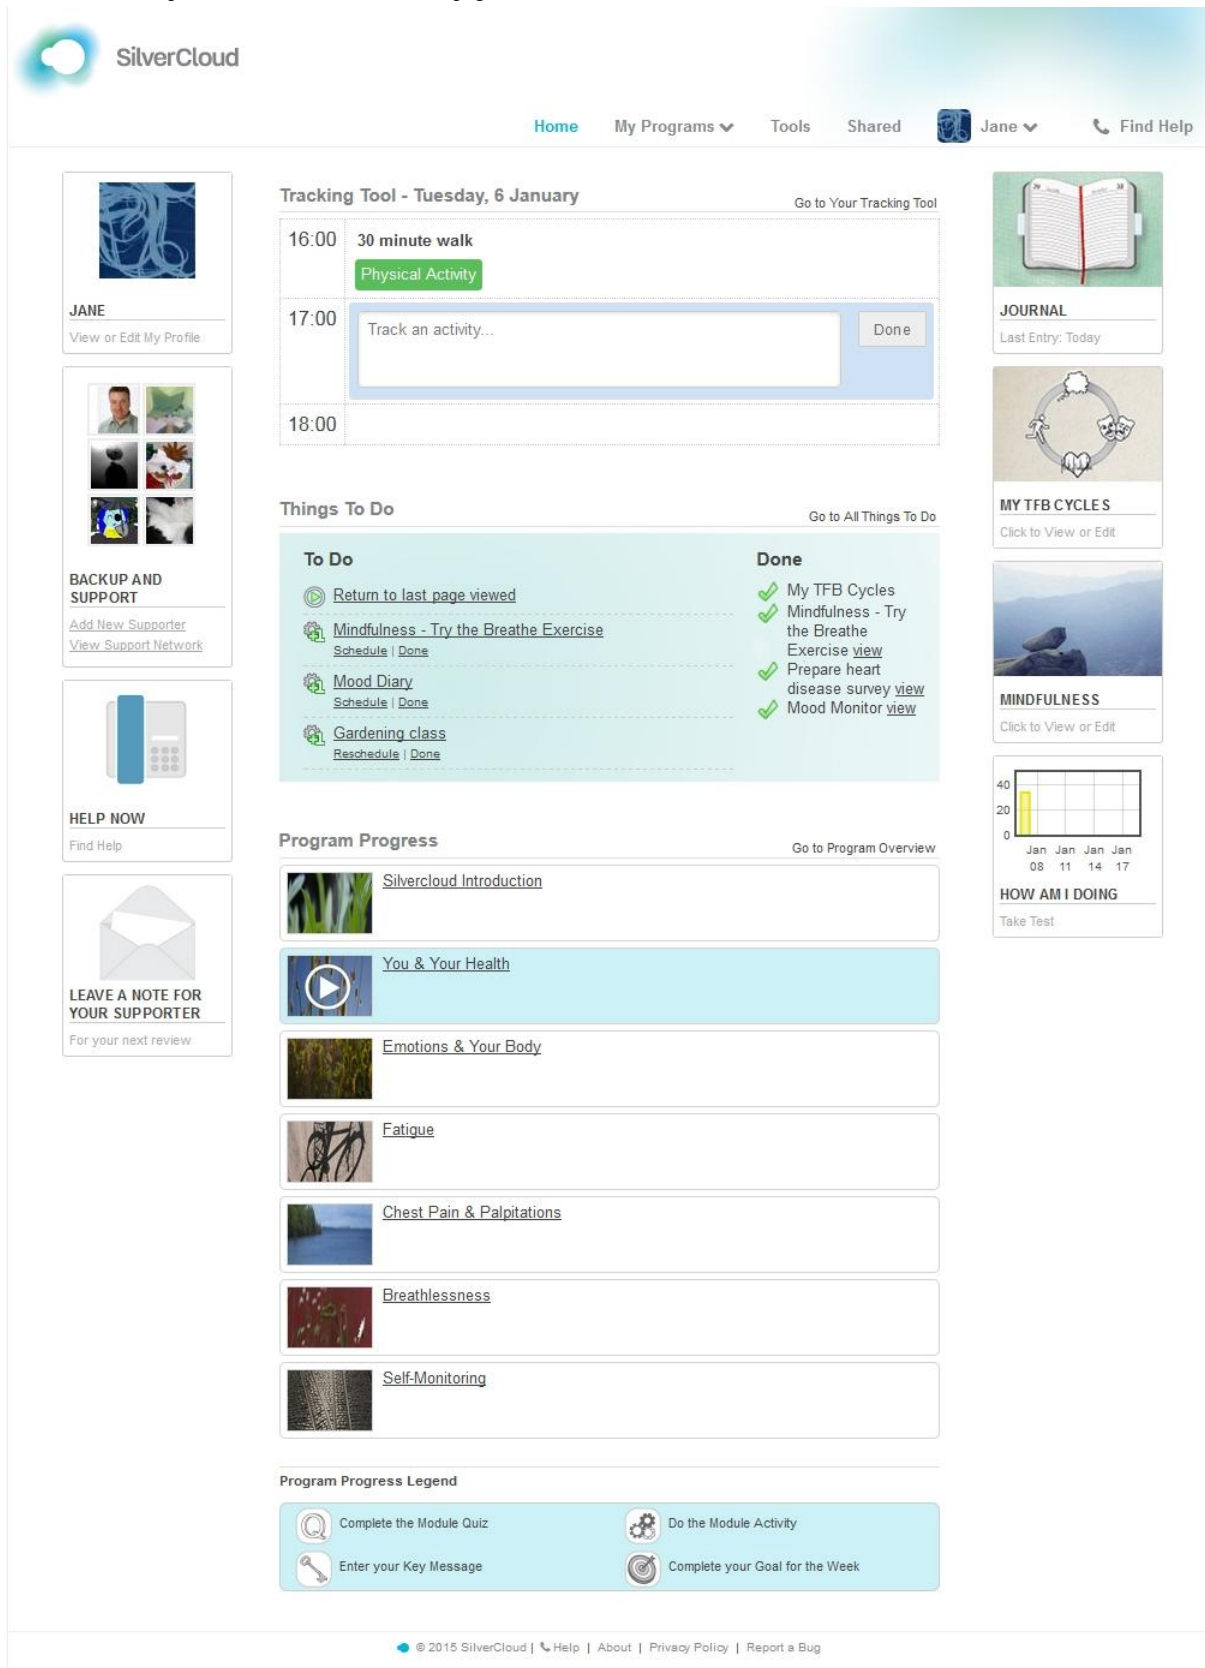 SilverCloud
Home My Programs Tools Shared Jane Find Help
JANE
View or Edit My Profile
BACKUP AND
SUPPORT
Add New Supporter
View Support Network
HELP NOW
Find Help
LEAVE A NOTE FOR
YOUR SUPPORTER
For your next review
Tracking Tool - Tuesday, 6 January
Go to Your Tracking Tool
16:00 30 minute walk
Physical Activity
17:00 Track an activity... Done
18:00
Things To Do
Go to All Things To Do
To Do
Return to last page viewed
Mindfulness - Try the Breathe Exercise
Schedule | Done
Mood Diary
Schedule | Done
Gardening class
Reschedule | Done
Done
My TFB Cycles
Mindfulness - Try
the Breathe
Exercise view
Prepare heart
disease survey view
Mood Monitor view
Program Progress
Go to Program Overview
Silvercloud Introduction
You & Your Health
Emotions & Your Body
Fatigue
Chest Pain & Palpitations
Breathlessness
Self-Monitoring
Program Progress Legend
Complete the Module Quiz
Do the Module Activity
Enter your Key Message
Complete your Goal for the Week
JOURNAL
Last Entry: Today
MY TFB CYCLES
Click to View or Edit
MINDFULNESS
Click to View or Edit
40
20
0
Jan Jan Jan Jan
08 11 14 17
HOW AM I DOING
Take Test
© 2015 SilverCloud | Help | About | Privacy Policy | Report a Bug